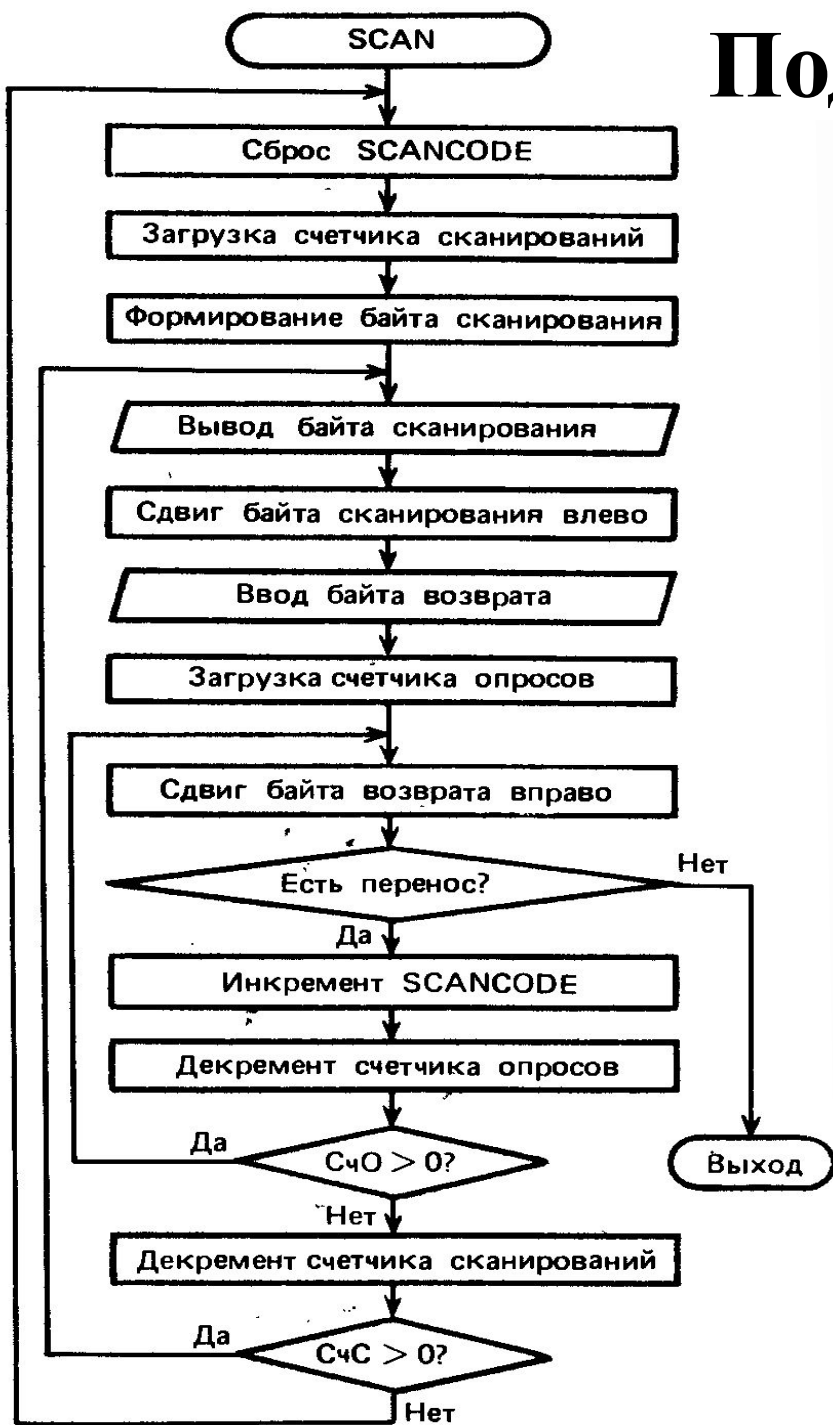 SCAN
Сброс SCANCODE
Загрузка счетчика сканирований
Формирование байта сканирования
Вывод байта сканирования
Сдвиг байта сканирования влево
Ввод байта возврата
Загрузка счетчика опросов
Сдвиг байта возврата вправо
Есть перенос?
Нет
Да
Инкремент SCANCODE
Декремент счетчика опросов
СчО > 0?
Да
Выход
Нет
Декремент счетчика сканирований
СчС > 0?
Да
Нет